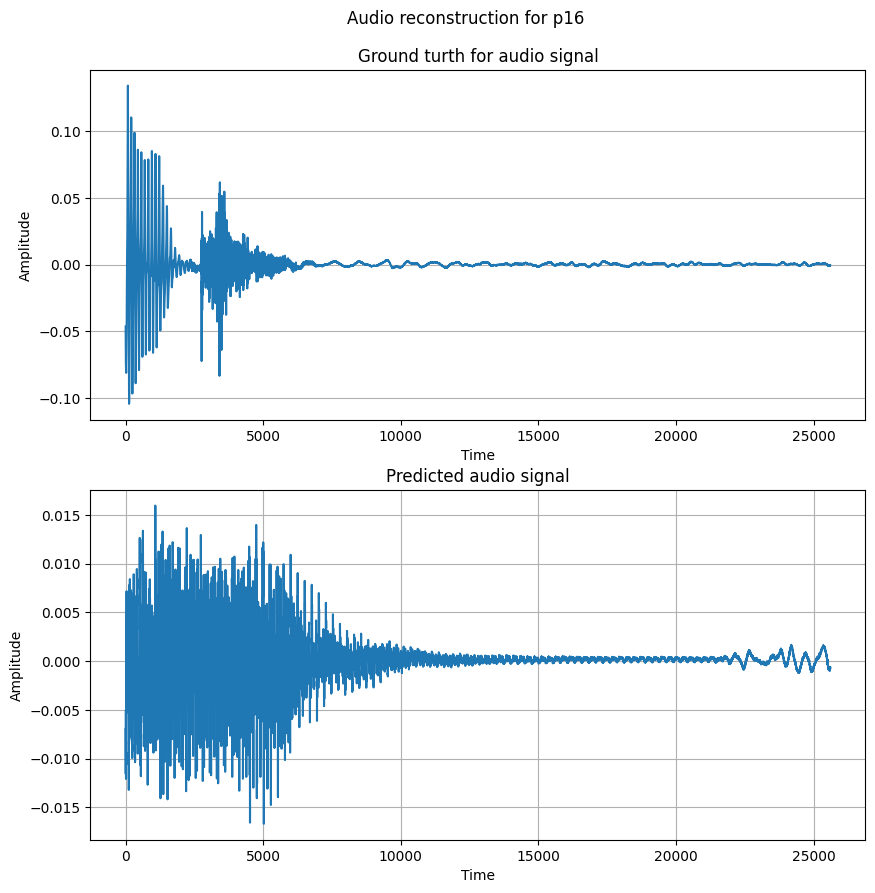 Audio reconstruction for p16
Ground turth for audio signal
0.10
0.05
0.00
−0.05
−0.10
Amplitude
0 5000 10000 15000 20000 25000
Time
Predicted audio signal
0.015
0.010
0.005
0.000
−0.005
−0.010
−0.015
Amplitude
0 5000 10000 15000 20000 25000
Time